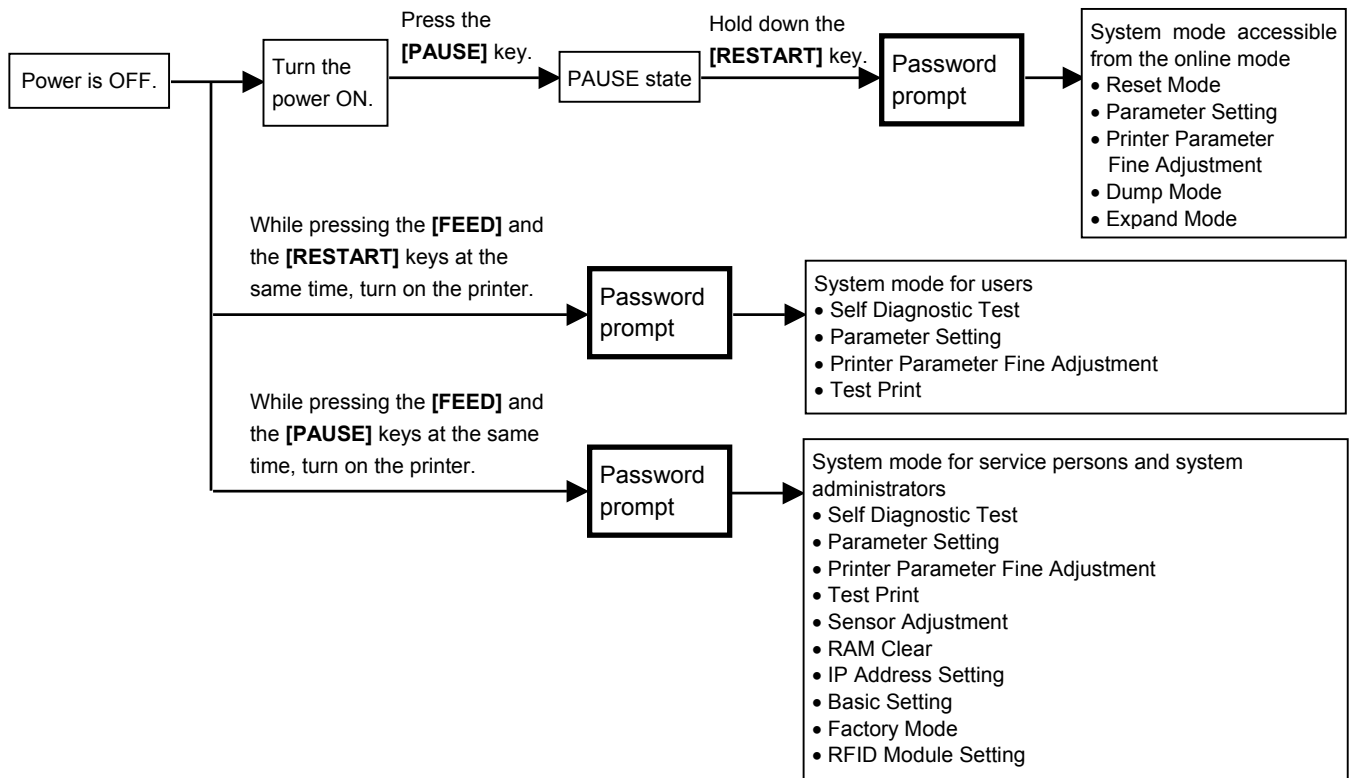 Power is OFF.
Turn the
power ON.
Press the
[PAUSE] key.
PAUSE state
Hold down the
[RESTART] key.
Password
prompt
System mode accessible
from the online mode
• Reset Mode
• Parameter Setting
• Printer Parameter
Fine Adjustment
• Dump Mode
• Expand Mode
While pressing the [FEED] and
the [RESTART] keys at the
same time, turn on the printer.
Password
prompt
System mode for users
• Self Diagnostic Test
• Parameter Setting
• Printer Parameter Fine Adjustment
• Test Print
While pressing the [FEED] and
the [PAUSE] keys at the same
time, turn on the printer.
Password
prompt
System mode for service persons and system
administrators
• Self Diagnostic Test
• Parameter Setting
• Printer Parameter Fine Adjustment
• Test Print
• Sensor Adjustment
• RAM Clear
• IP Address Setting
• Basic Setting
• Factory Mode
• RFID Module Setting